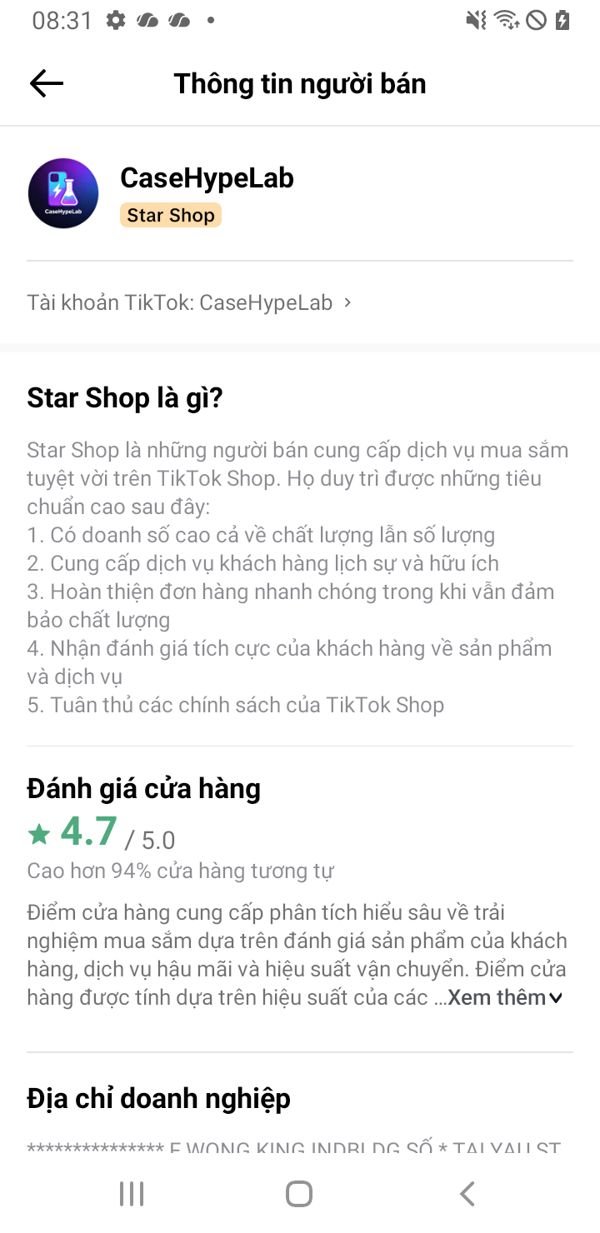 08:31
Thông tin người bán
CaseHypeLab
CaseHypeLab
Star Shop
Tài khoản TikTok: CaseHypeLab
Star Shop là gì?
Star Shop là những người bán cung cấp dịch vụ mua sắm
tuyệt vời trên TikTok Shop. Họ duy trì được những tiêu
chuẩn cao sau đây:
1. Có doanh số cao cả về chất lượng lẫn số lượng
2. Cung cấp dịch vụ khách hàng lịch sự và hữu ích
3. Hoàn thiện đơn hàng nhanh chóng trong khi vẫn đảm
bảo chất lượng
4. Nhận đánh giá tích cực của khách hàng về sản phẩm
và dịch vụ
5. Tuân thủ các chính sách của TikTok Shop
Đánh giá cửa hàng
4.7 / 5.0
Cao hơn 94% cửa hàng tương tự
Điểm cửa hàng cung cấp phân tích hiểu sâu về trải
nghiệm mua sắm dựa trên đánh giá sản phẩm của khách
hàng, dịch vụ hậu mãi và hiệu suất vận chuyển. Điểm cửa
hàng được tính dựa trên hiệu suất của các ...Xem thêm
Địa chỉ doanh nghiệp
*************** F WONG KING INDBLDG SỐ * TAI YAU ST